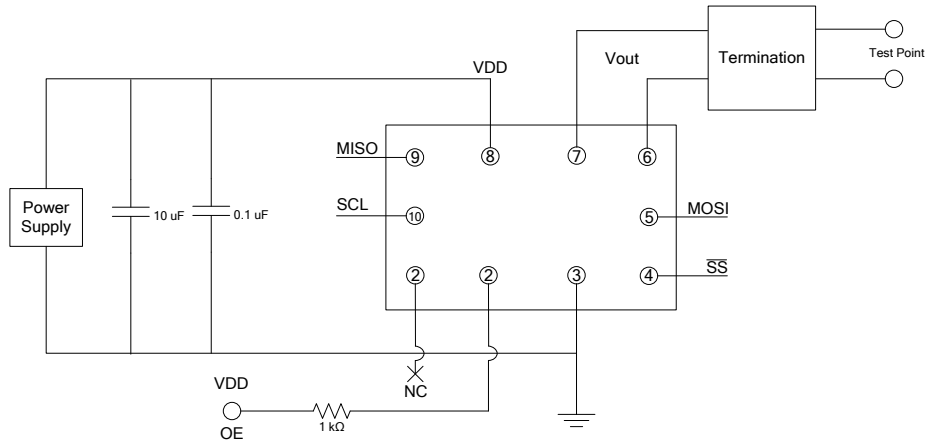 Vout
Termination
Test Point
VDD
MISO
9
8
7
6
Power
Supply
10 uF
0.1 uF
SCL
10
5
MOSI
2
2
3
4
SS
NC
VDD
OE
1 kΩ